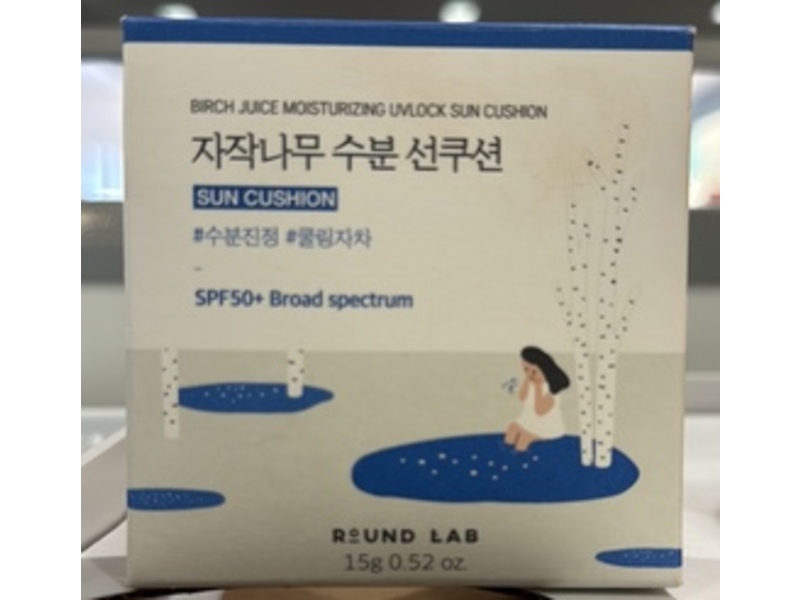 BIRCH JUICE MOISTURIZING UVLOCK SUN CUSHION
자작나무 수분 선쿠션
SUN CUSHION
#수분진정 #쿨링자차
-
SPF50+ Broad spectrum
ROUND LAB
15g 0.52 oz.